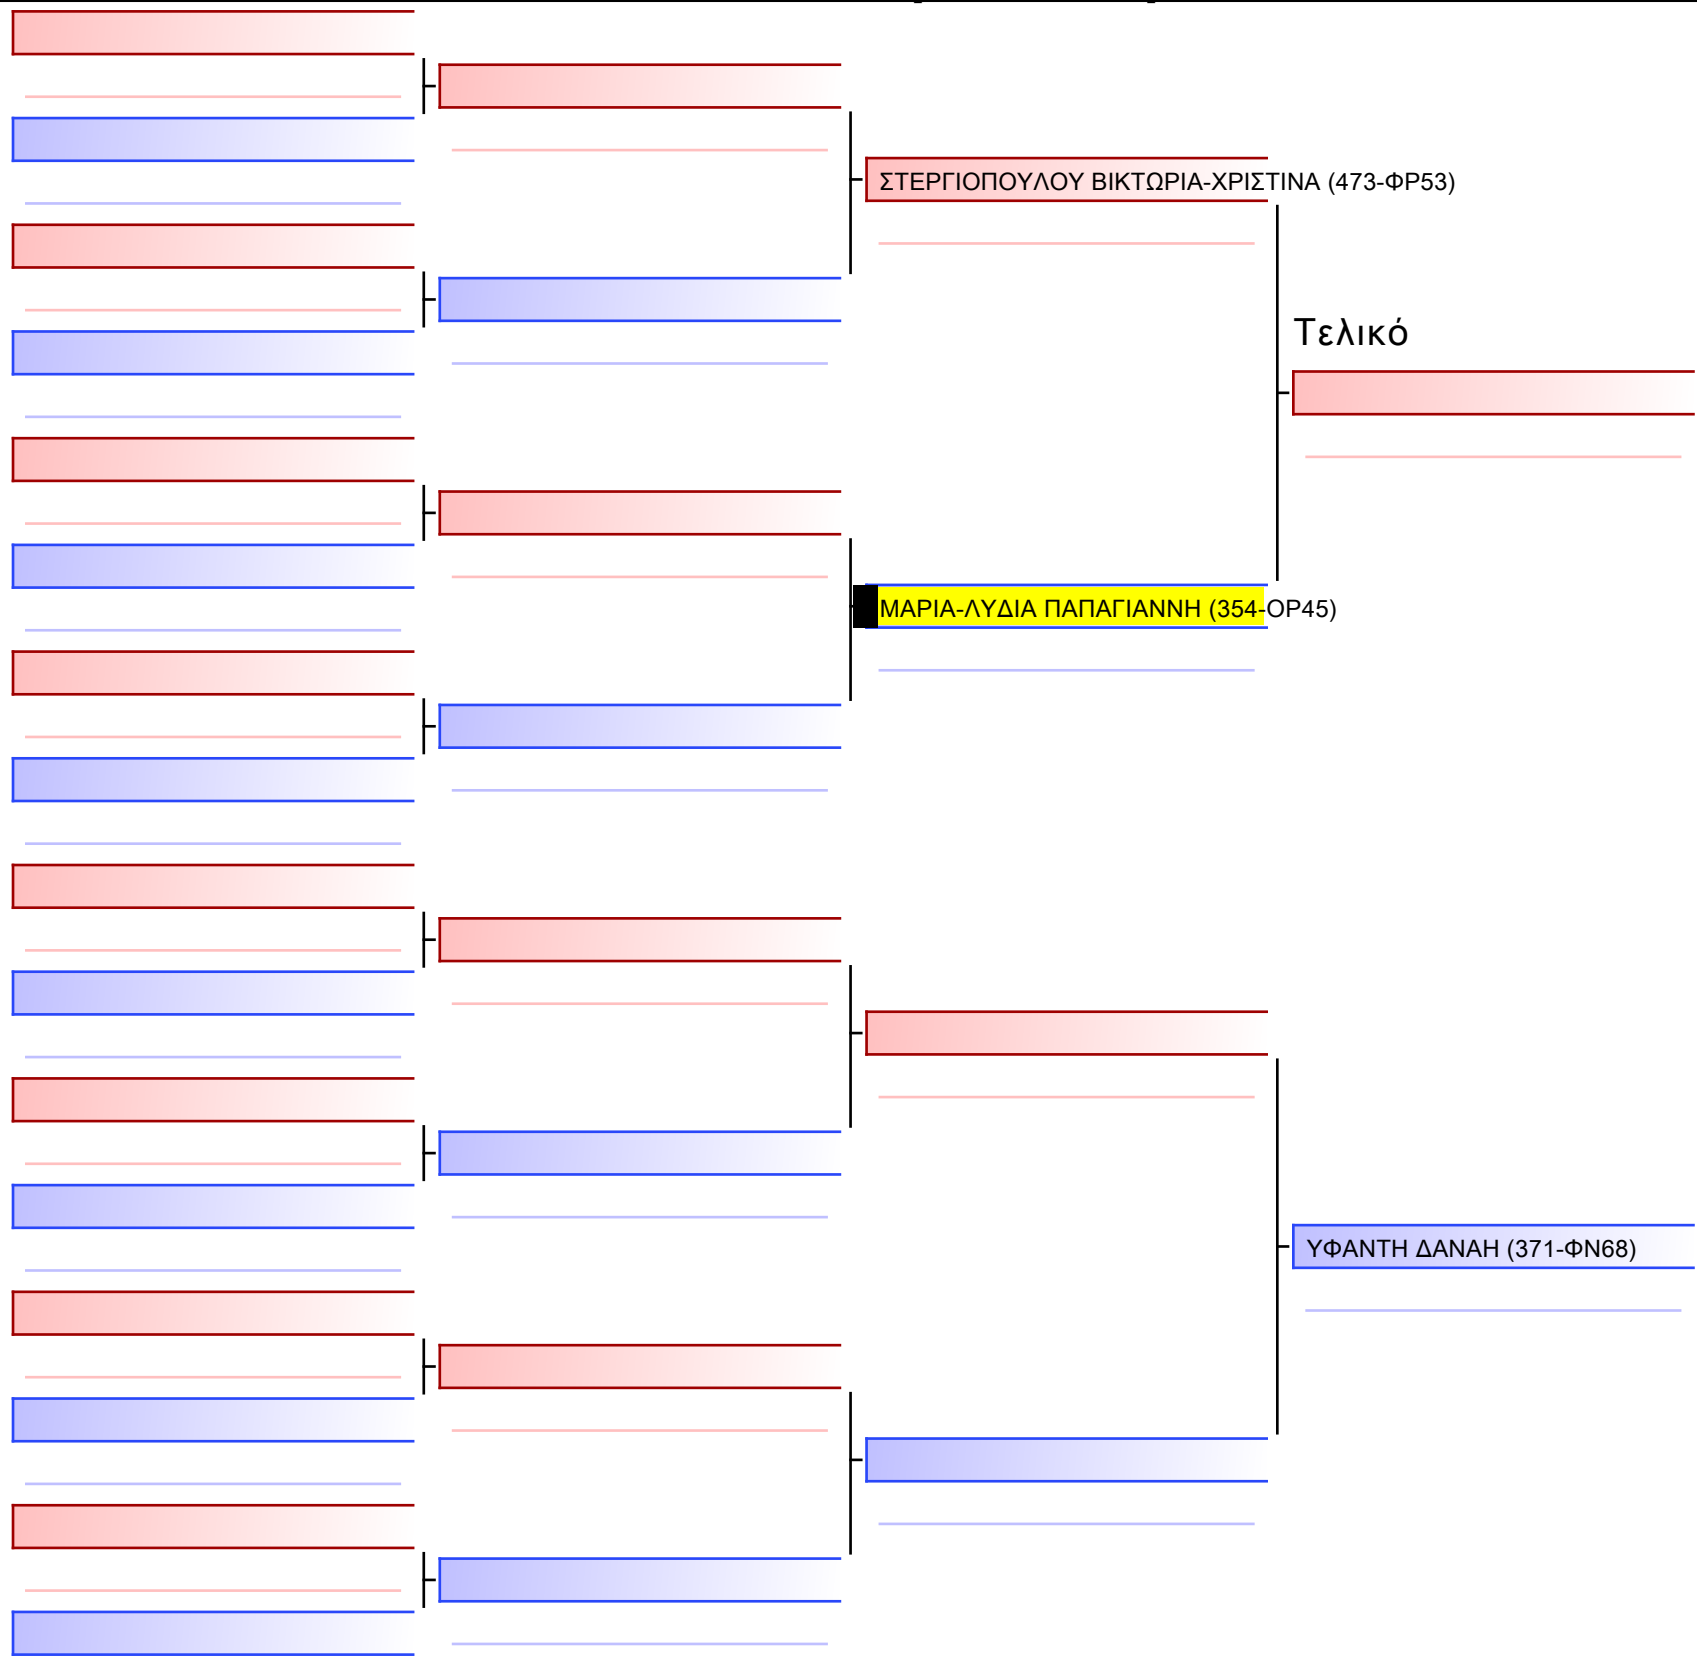 ΣΤΕΡΓΙΟΠΟΥΛΟΥ ΒΙΚΤΩΡΙΑ-ΧΡΙΣΤΙΝΑ (473-ΦΡ53)
Τελικό
ΜΑΡΙΑ-ΛΥΔΙΑ ΠΑΠΑΓΙΑΝΝΗ (354-ΟΡ45)
ΥΦΑΝΤΗ ΔΑΝΑΗ (371-ΦΝ68)